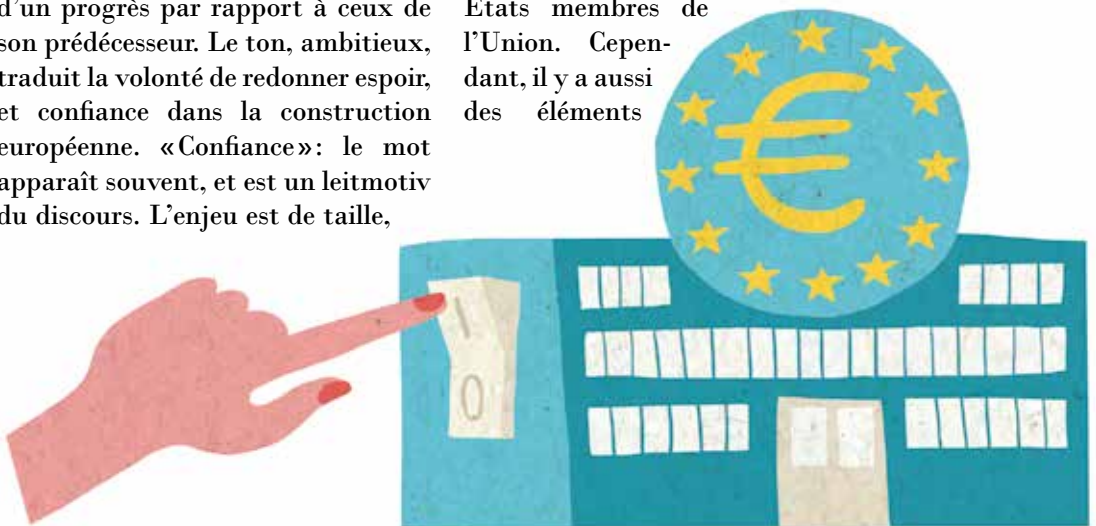 d'un progrès par rapport à ceux de
son prédécesseur. Le ton, ambitieux,
traduit la volonté de redonner espoir,
et confiance dans la construction
européenne. «Confiance»: le mot
apparaît souvent, et est un leitmotiv
du discours. L'enjeu est de taille,
Etats membres de
l'Union. Cepen-
dant, il y a aussi
des éléments
€
I
0